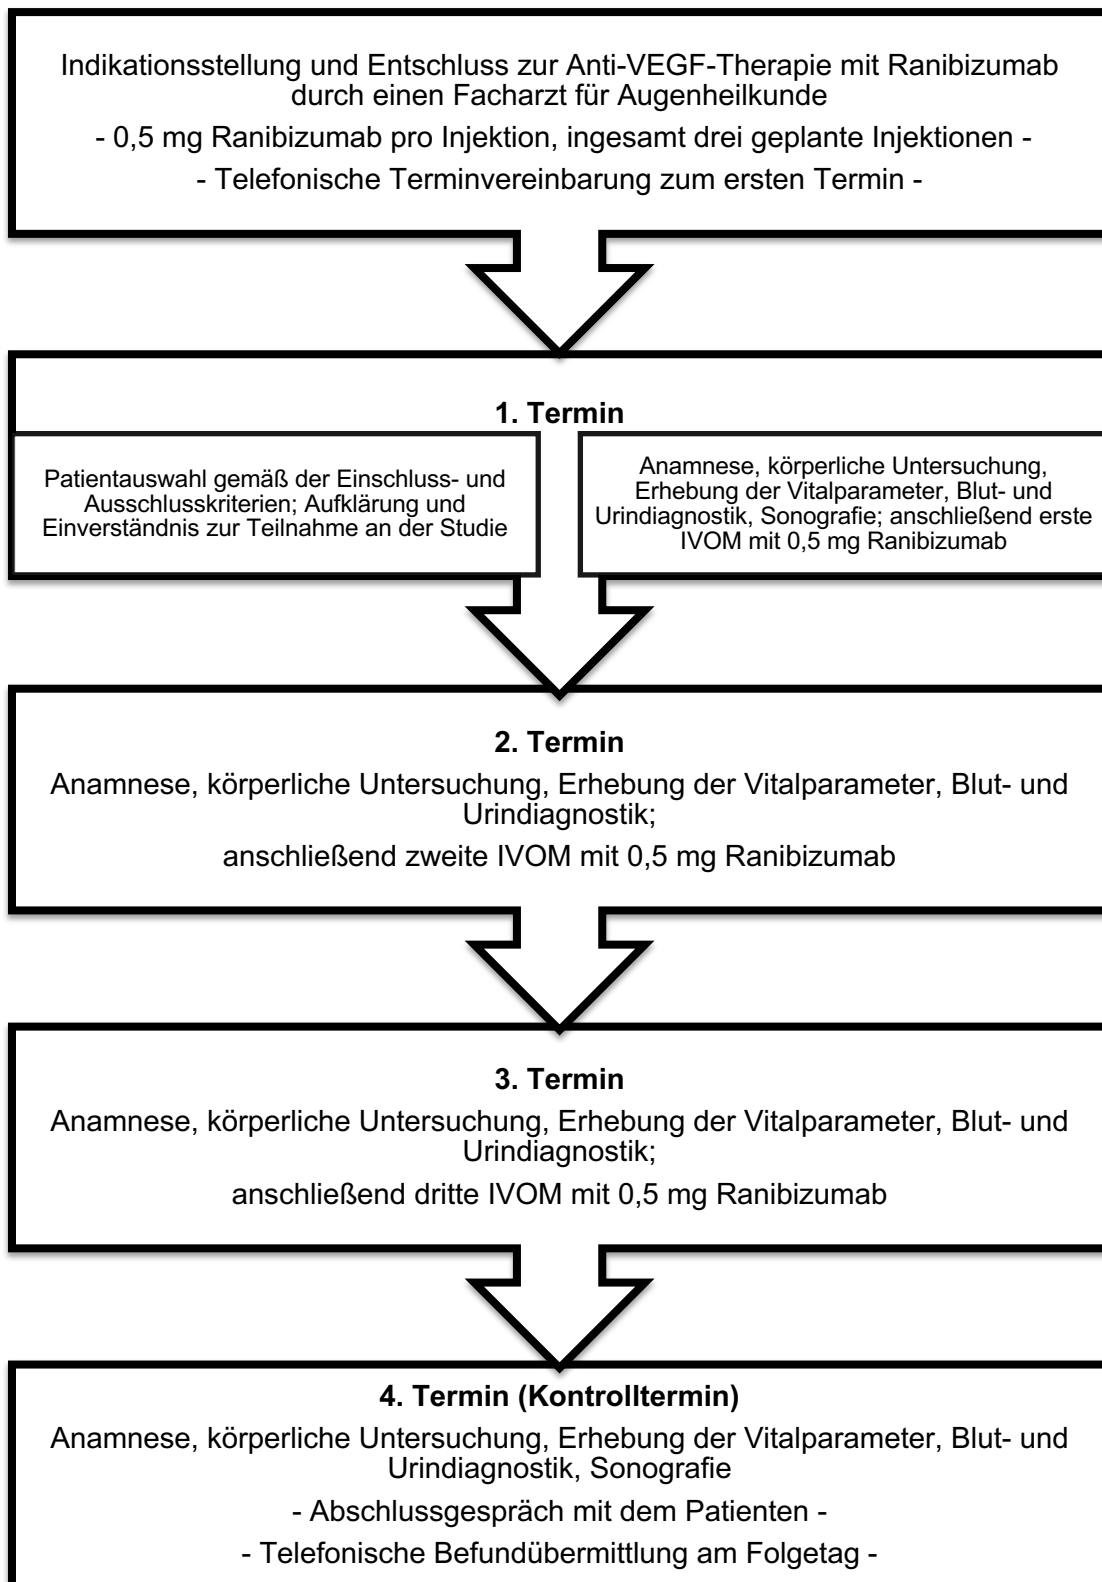 Indikationsstellung und Entschluss zur Anti-VEGF-Therapie mit Ranibizumab
durch einen Facharzt für Augenheilkunde
- 0,5 mg Ranibizumab pro Injektion, ingesamt drei geplante Injektionen -
- Telefonische Terminvereinbarung zum ersten Termin -
1. Termin
Patientauswahl gemäß der Einschluss- und
Ausschlusskriterien; Aufklärung und
Einverständnis zur Teilnahme an der Studie
Anamnese, körperliche Untersuchung,
Erhebung der Vitalparameter, Blut- und
Urindiagnostik, Sonografie; anschließend erste
IVOM mit 0,5 mg Ranibizumab
2. Termin
Anamnese, körperliche Untersuchung, Erhebung der Vitalparameter, Blut- und
Urindiagnostik;
anschließend zweite IVOM mit 0,5 mg Ranibizumab
3. Termin
Anamnese, körperliche Untersuchung, Erhebung der Vitalparameter, Blut- und
Urindiagnostik;
anschließend dritte IVOM mit 0,5 mg Ranibizumab
4. Termin (Kontrolltermin)
Anamnese, körperliche Untersuchung, Erhebung der Vitalparameter, Blut- und
Urindiagnostik, Sonografie
- Abschlussgespräch mit dem Patienten -
- Telefonische Befundübermittlung am Folgetag -